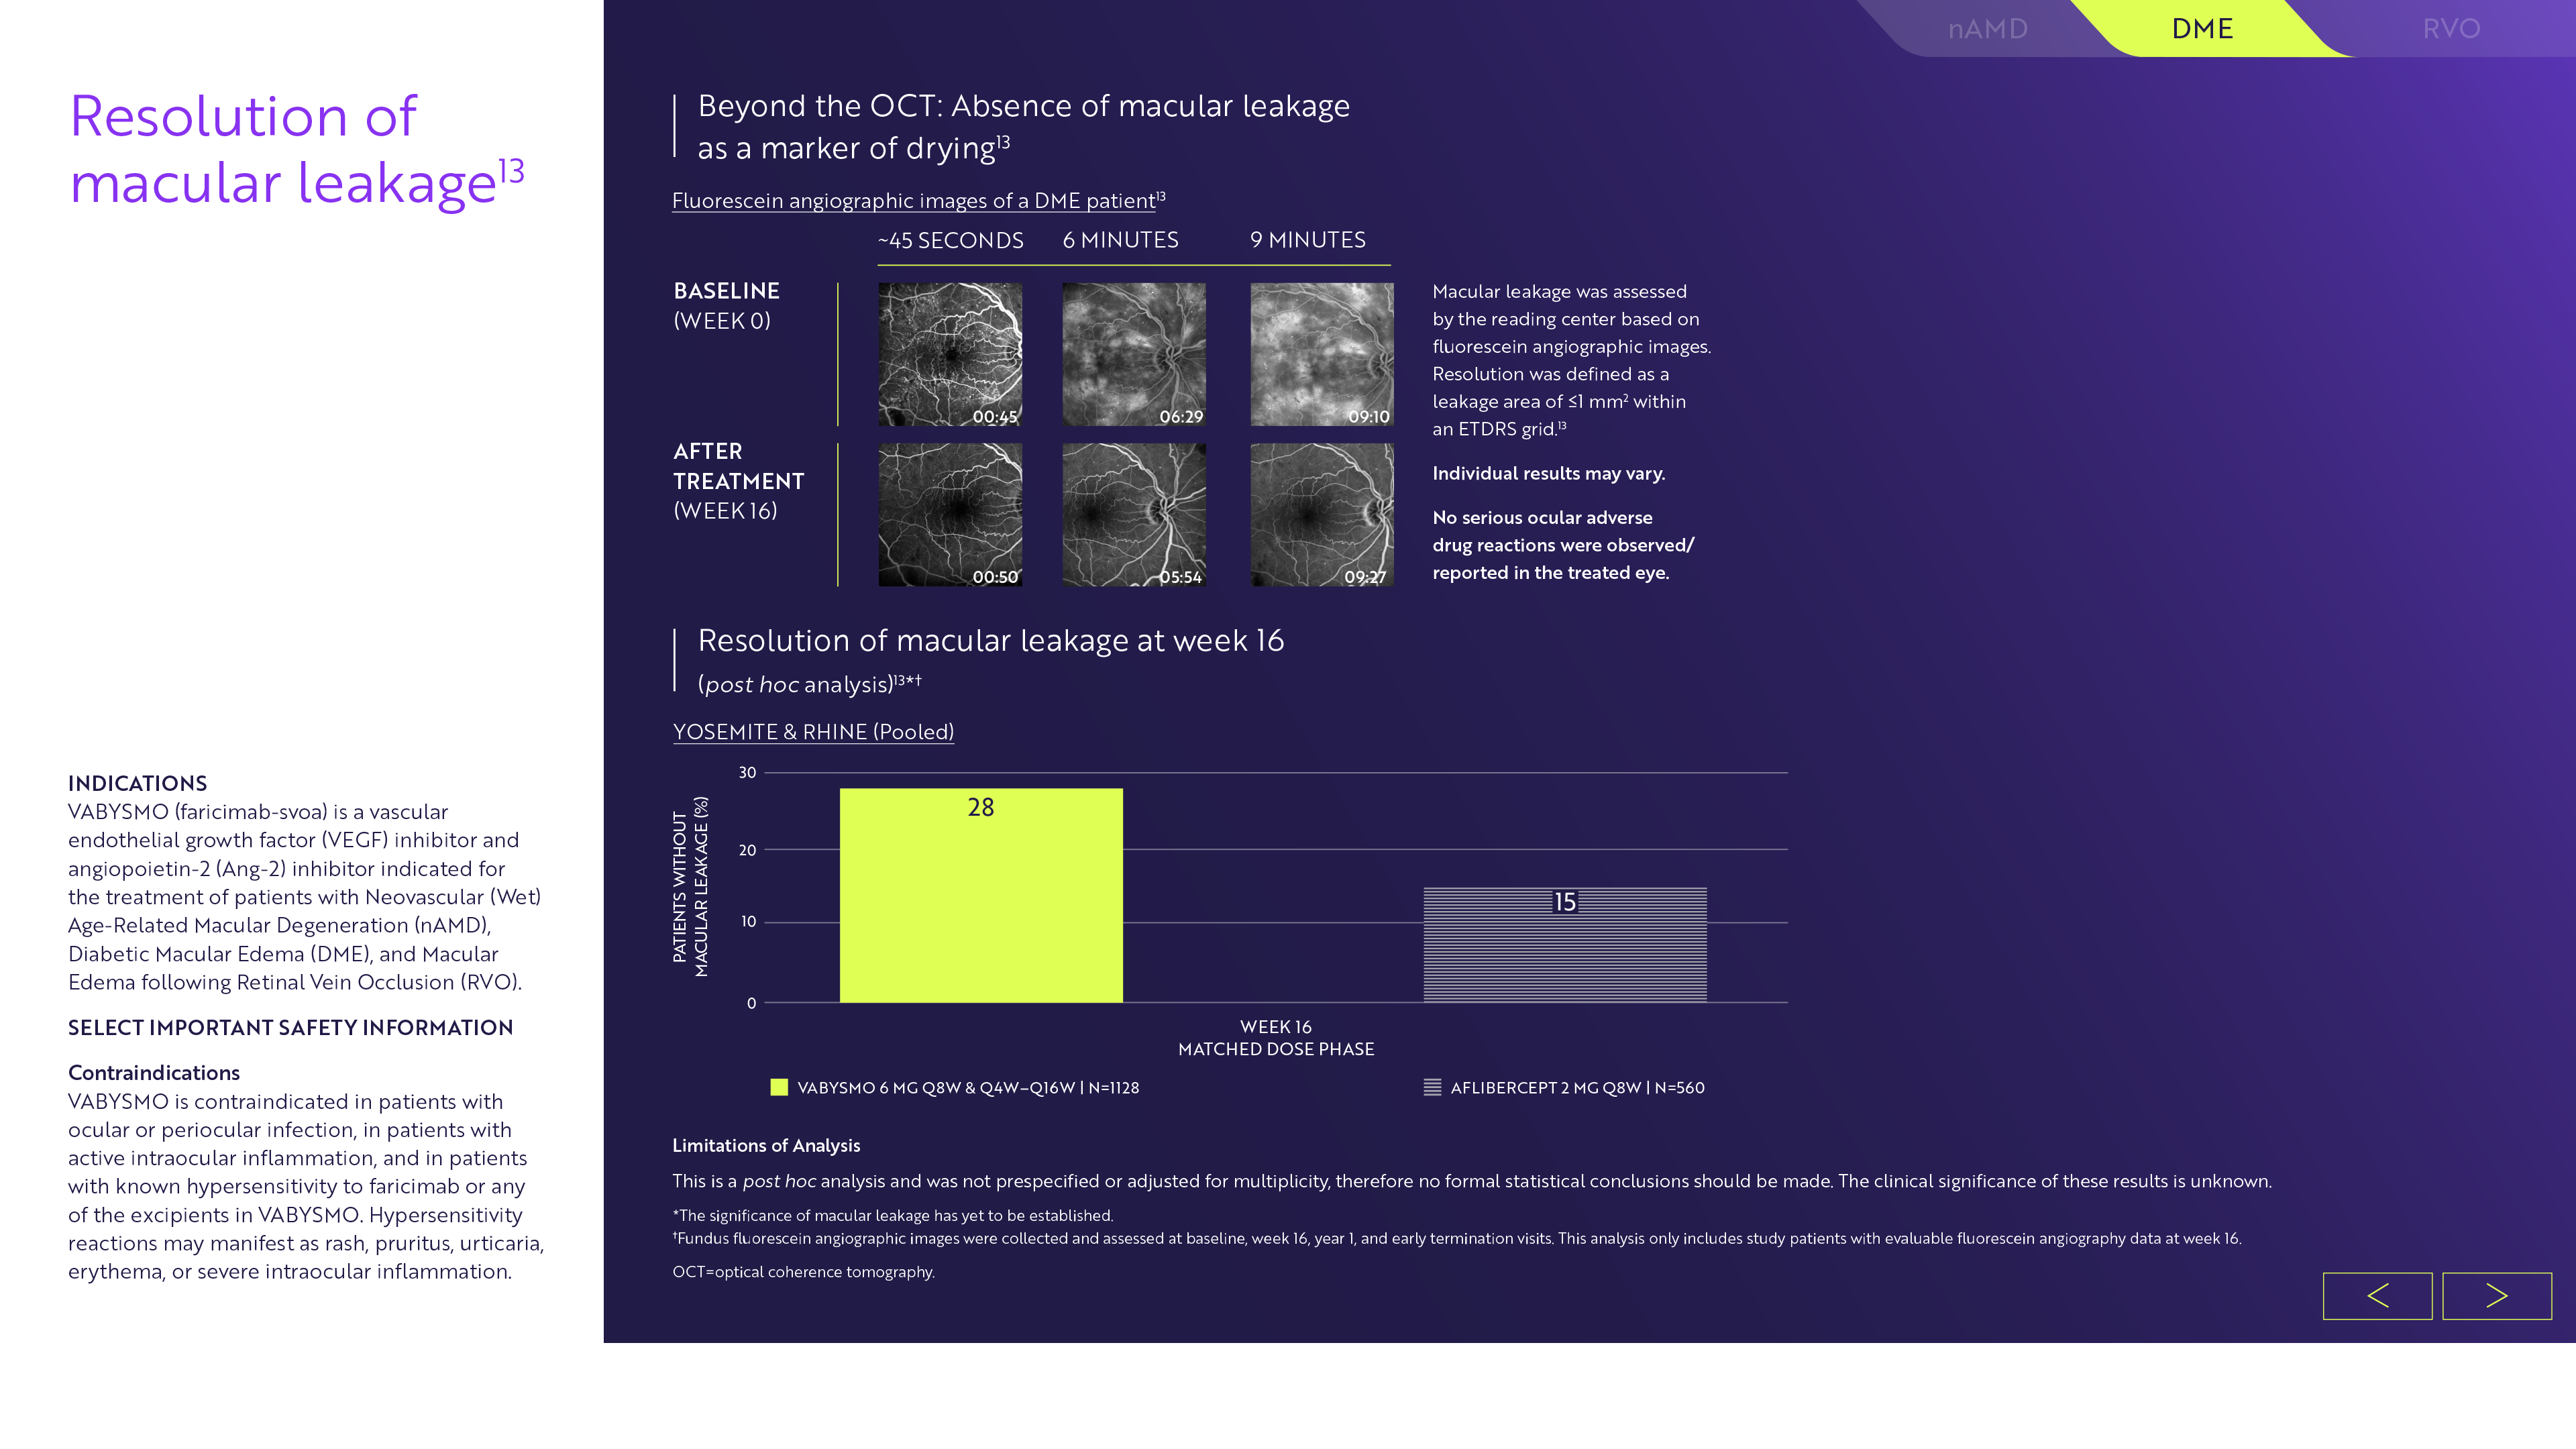 nAMD
DME
RVO
Resolution of
macular leakage¹³
INDICATIONS
VABYSMO (faricimab-svoa) is a vascular
endothelial growth factor (VEGF) inhibitor and
angiopoietin-2 (Ang-2) inhibitor indicated for
the treatment of patients with Neovascular (Wet)
Age-Related Macular Degeneration (nAMD),
Diabetic Macular Edema (DME), and Macular
Edema following Retinal Vein Occlusion (RVO).
SELECT IMPORTANT SAFETY INFORMATION
Contraindications
VABYSMO is contraindicated in patients with
ocular or periocular infection, in patients with
active intraocular inflammation, and in patients
with known hypersensitivity to faricimab or any
of the excipients in VABYSMO. Hypersensitivity
reactions may manifest as rash, pruritus, urticaria,
erythema, or severe intraocular inflammation.
Beyond the OCT: Absence of macular leakage
as a marker of drying¹³
Fluorescein angiographic images of a DME patient¹³
~45 SECONDS
6 MINUTES
9 MINUTES
BASELINE
(WEEK 0)
00:45
06:29
09:10
AFTER
TREATMENT
(WEEK 16)
00:50
05:54
09:27
Macular leakage was assessed
by the reading center based on
fluorescein angiographic images.
Resolution was defined as a
leakage area of ≤1 mm² within
an ETDRS grid.¹³
Individual results may vary.
No serious ocular adverse
drug reactions were observed/
reported in the treated eye.
Resolution of macular leakage at week 16
(post hoc analysis)¹³*†
YOSEMITE & RHINE (Pooled)
PATIENTS WITHOUT
MACULAR LEAKAGE (%)
30
20
10
0
28
15
WEEK 16
MATCHED DOSE PHASE
VABYSMO 6 MG Q8W & Q4W–Q16W | N=1128
AFLIBERCEPT 2 MG Q8W | N=560
Limitations of Analysis
This is a post hoc analysis and was not prespecified or adjusted for multiplicity, therefore no formal statistical conclusions should be made. The clinical significance of these results is unknown.
*The significance of macular leakage has yet to be established.
†Fundus fluorescein angiographic images were collected and assessed at baseline, week 16, year 1, and early termination visits. This analysis only includes study patients with evaluable fluorescein angiography data at week 16.
OCT=optical coherence tomography.
< >